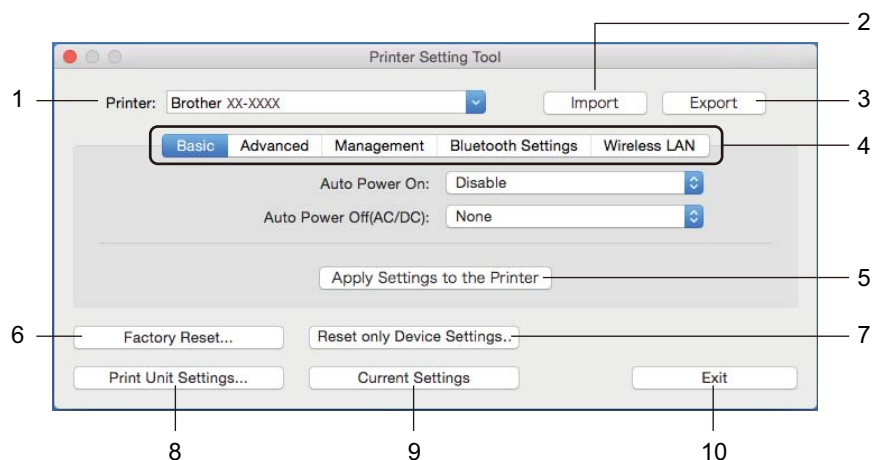 2
Printer Setting Tool
1 Printer: Brother XX-XXXX Import Export 3
Basic Advanced Management Bluetooth Settings Wireless LAN 4
Auto Power On: Disable
Auto Power Off(AC/DC): None
Apply Settings to the Printer 5
6 Factory Reset... Reset only Device Settings.. 7
Print Unit Settings... Current Settings Exit
8 9 10